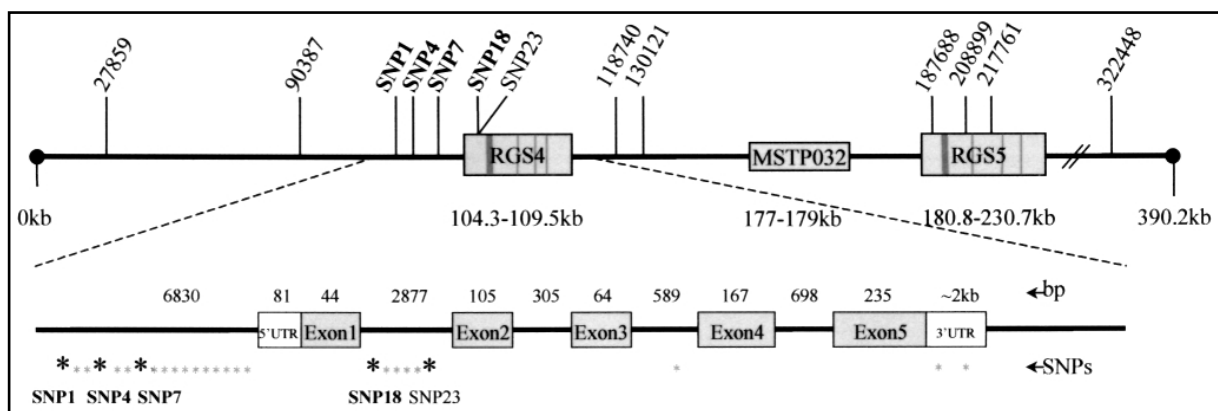 27859 90387 SNP1 SNP4 SNP7 SNP18 SNP23 118740 130121 187688 208899 217761 322448
RGS4 MSTP032 RGS5
0kb 104.3-109.5kb 177-179kb 180.8-230.7kb 390.2kb
6830 81 44 2877 105 305 64 589 167 698 235 ~2kb ←bp
5'UTR Exon1 Exon2 Exon3 Exon4 Exon5 3'UTR
* ** * ** * *********** * **** * * * * ←SNPs
SNP1 SNP4 SNP7 SNP18 SNP23